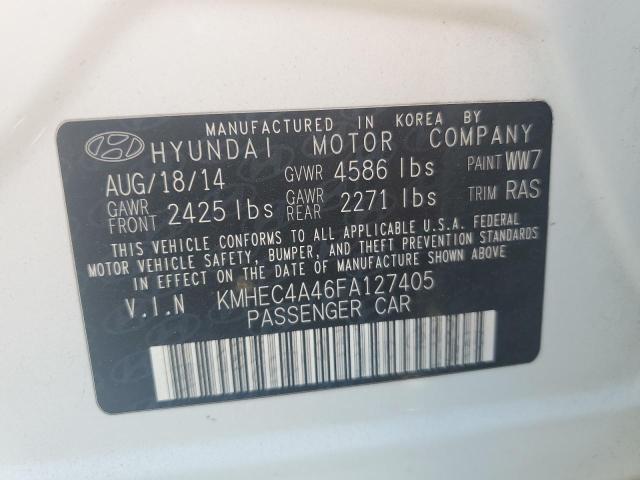 MANUFACTURED IN KOREA BY
HYUNDAI MOTOR COMPANY
AUG/18/14 GVWR 4586 lbs PAINT WW7
GAWR FRONT 2425 lbs GAWR REAR 2271 lbs TRIM RAS
THIS VEHICLE CONFORMS TO ALL APPLICABLE U.S.A. FEDERAL
MOTOR VEHICLE SAFETY, BUMPER, AND THEFT PREVENTION STANDARDS
IN EFFECT ON THE DATE OF MANUFACTURE SHOWN ABOVE
V.I.N KMHEC4A46FA127405
PASSENGER CAR